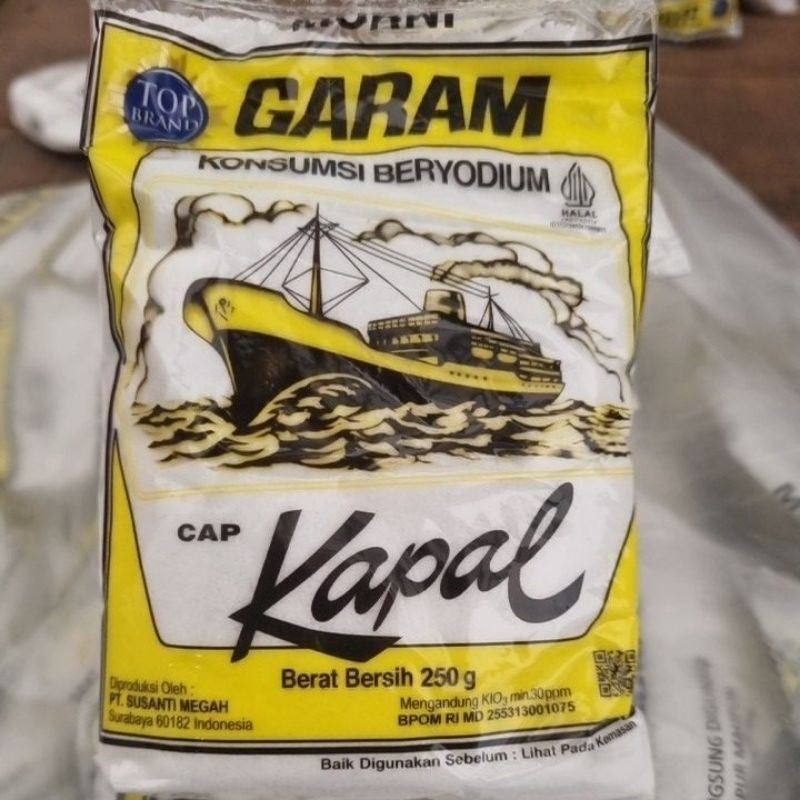 TOP
BRAND
GARAM
KONSUMSI BERYODIUM
HALAL
CAP
Kapal
Berat Bersih 250 g
Diproduksi Oleh :
PT. SUSANTI MEGAH
Surabaya 60182 Indonesia
Mengandung KIO3 min.30ppm
BPOM RI MD 255313001075
Baik Digunakan Sebelum : Lihat Pada Kemasan